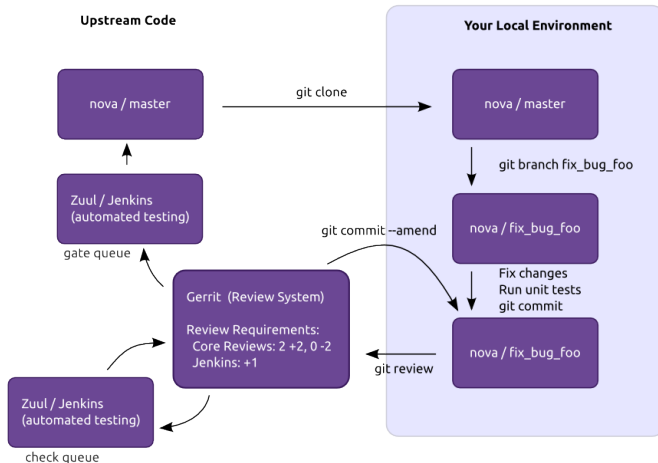 Upstream Code
Your Local Environment
nova / master
git clone
nova / master
git branch fix_bug_foo
Zuul / Jenkins
(automated testing)
gate queue
nova / fix_bug_foo
git commit --amend
Fix changes
Run unit tests
git commit
Gerrit  (Review System)
Review Requirements:
Core Reviews: 2 +2, 0 -2
Jenkins: +1
git review
nova / fix_bug_foo
Zuul / Jenkins
(automated testing)
check queue